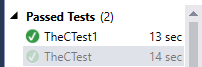 Passed Tests (2)
TheCTest1 13 sec
TheCTest 14 sec